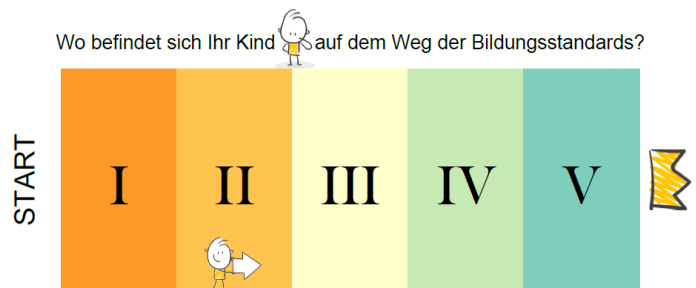 Wo befindet sich Ihr Kind auf dem Weg der Bildungsstandards?
START
I II III IV V